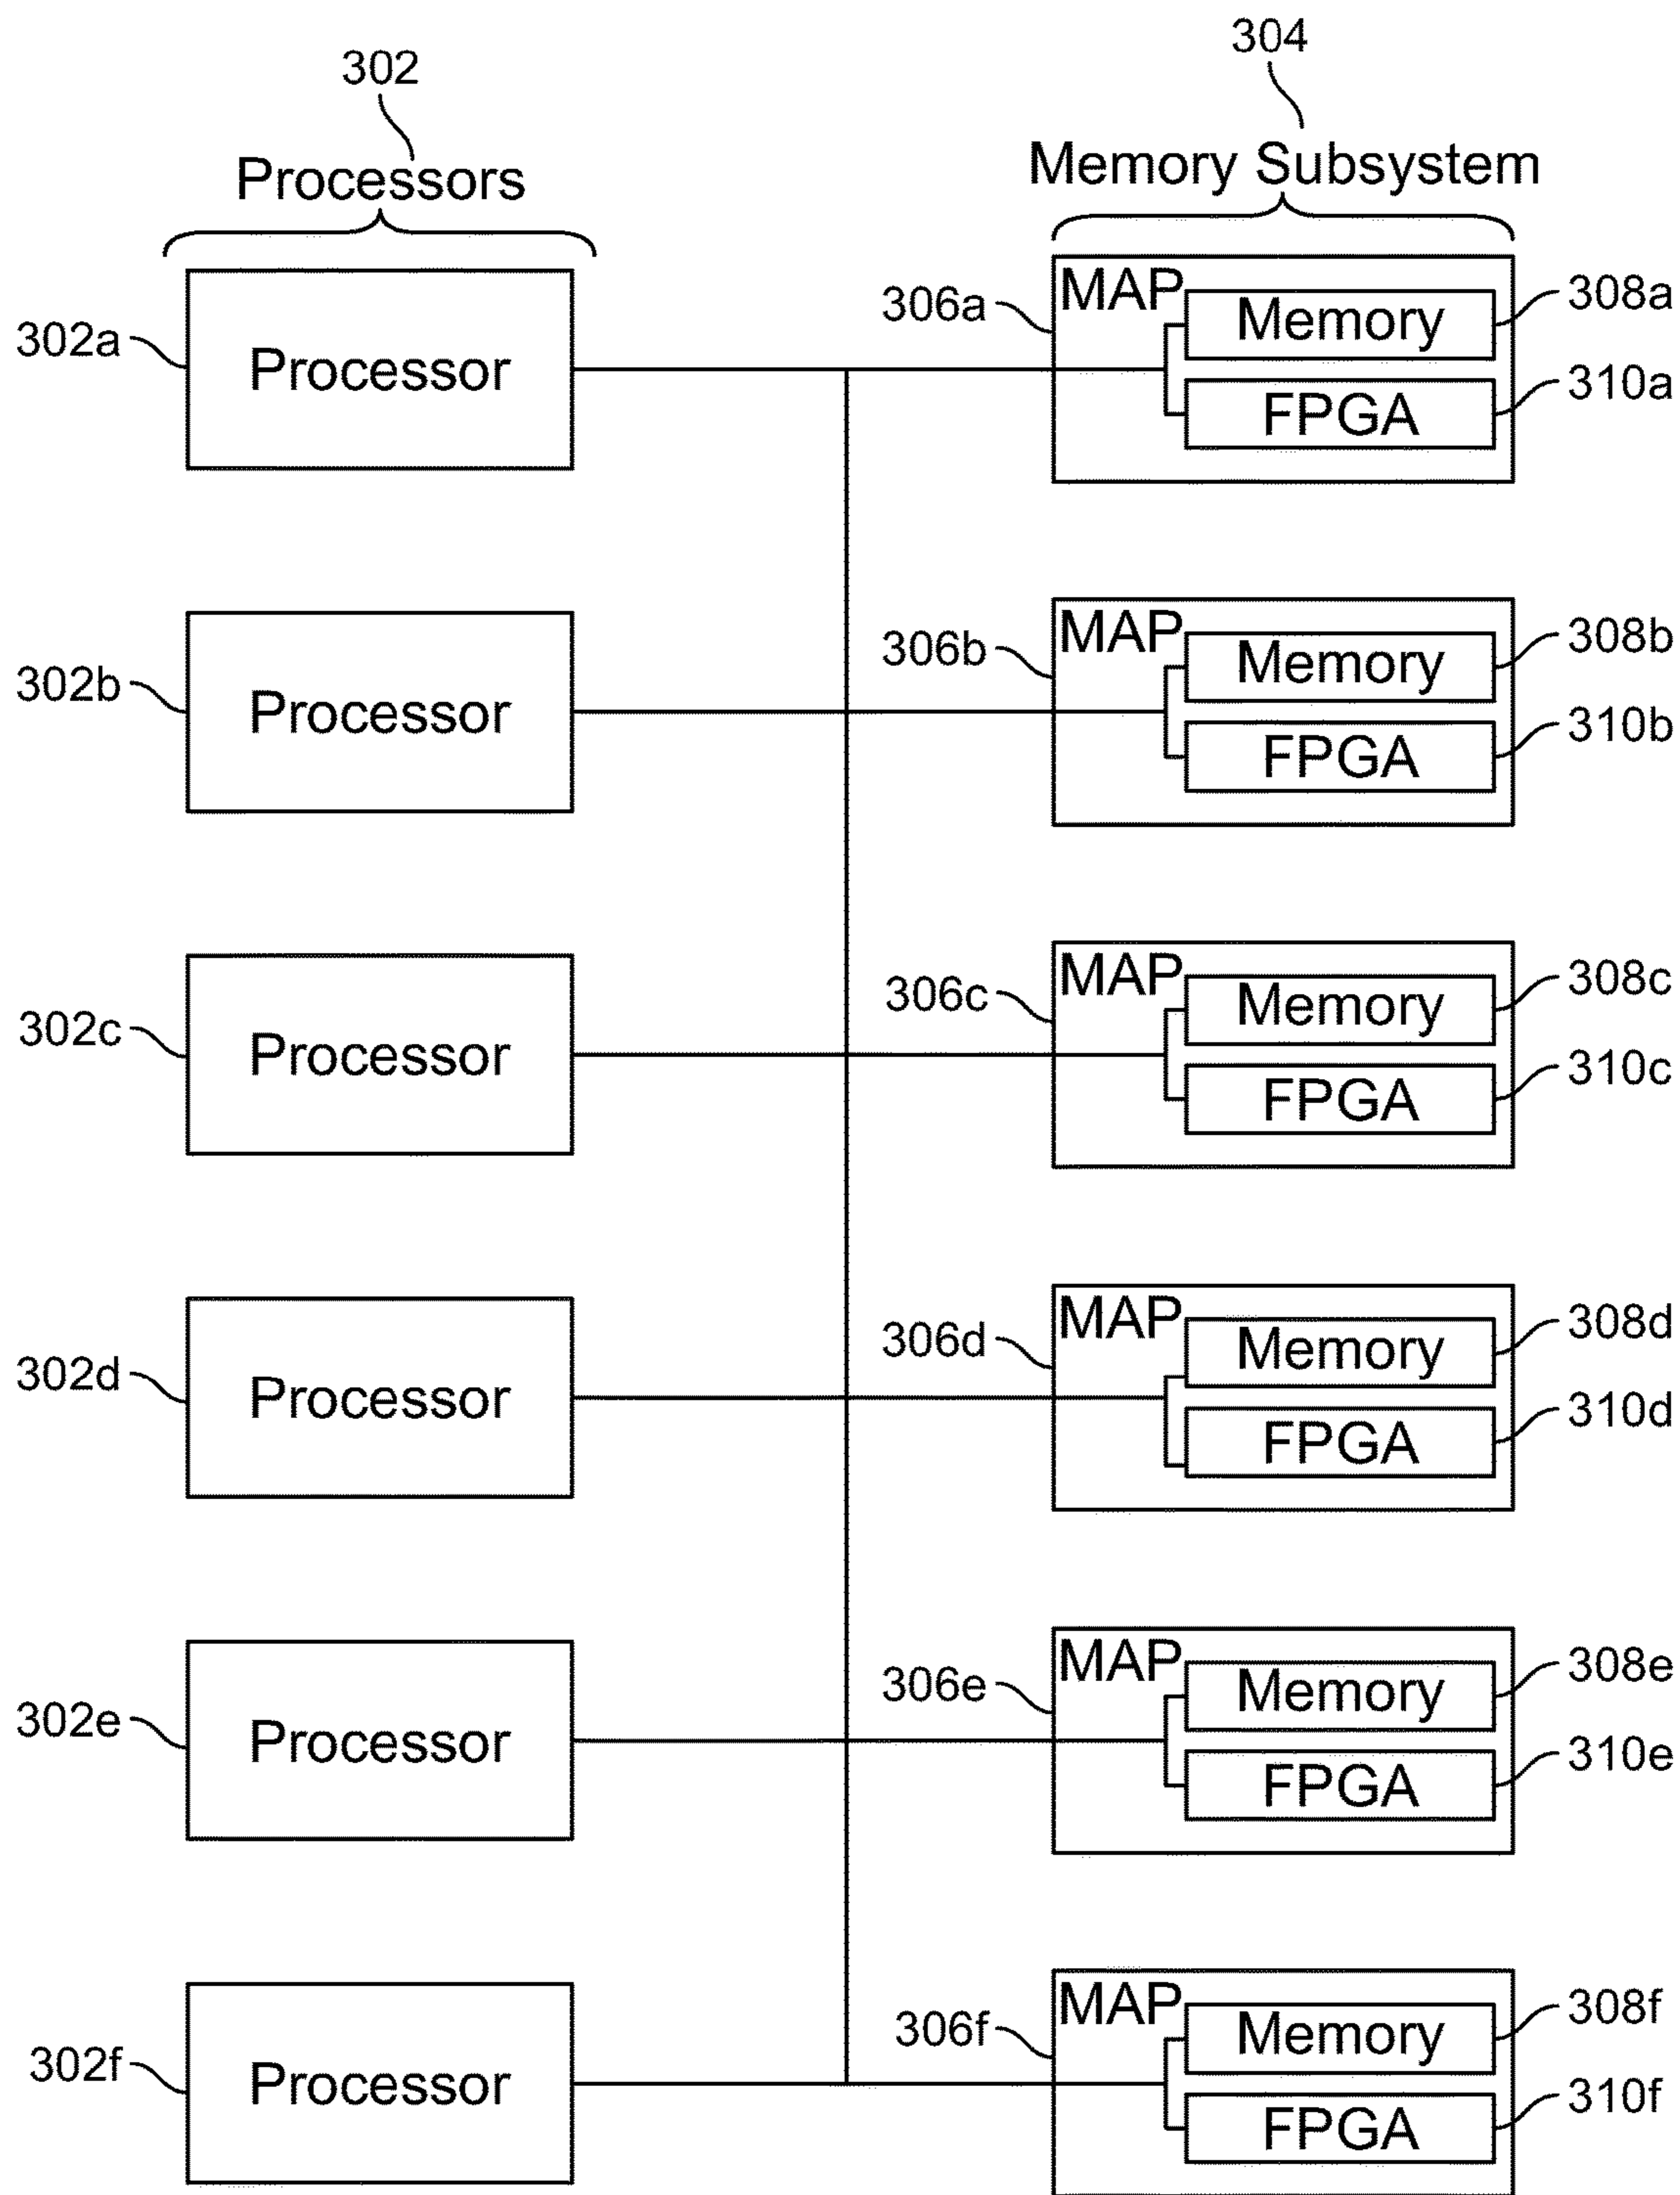 304
302
Memory Subsystem
Processors
MAP
306a
Memory
308a
302a
Processor
310a
FPGA
MAP
306b
Memory
308b
302b
Processor
310b
FPGA
MAP
306c
Memory
308c
302c
Processor
310c
FPGA
MAP
306d
Memory
308d
302d
Processor
310d
FPGA
MAP
306e
Memory
308e
302e
Processor
310e
FPGA
MAP
306f
Memory
308f
302f
Processor
310f
FPGA